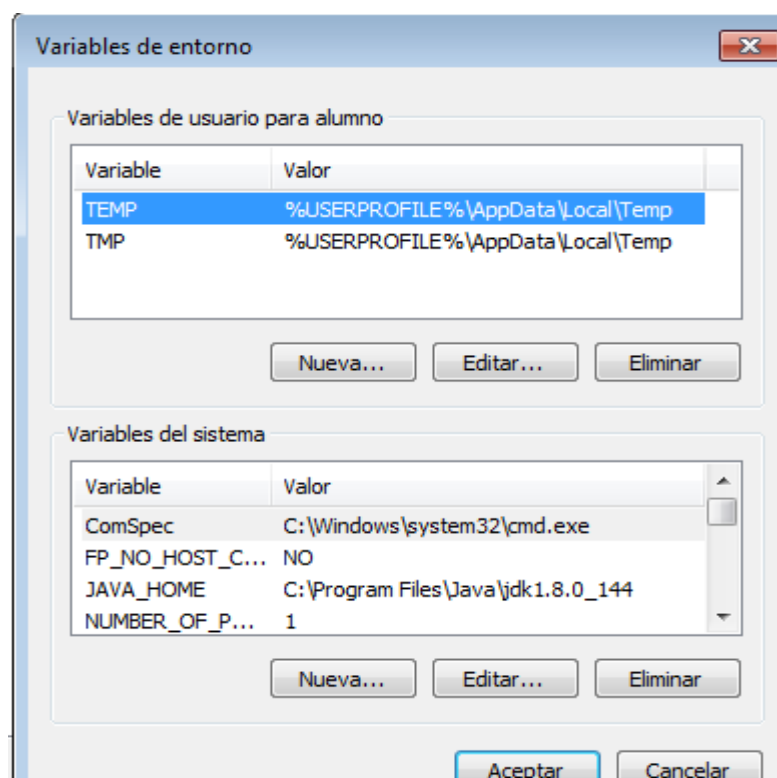 Variables de entorno
Variables de usuario para alumno
Variable Valor
TEMP %USERPROFILE%\AppData\Local\Temp
TMP %USERPROFILE%\AppData\Local\Temp
Nueva... Editar... Eliminar
Variables del sistema
Variable Valor
ComSpec C:\Windows\system32\cmd.exe
FP_NO_HOST_C... NO
JAVA_HOME C:\Program Files\Java\jdk1.8.0_144
NUMBER_OF_P... 1
Nueva... Editar... Eliminar
Aceptar Cancelar